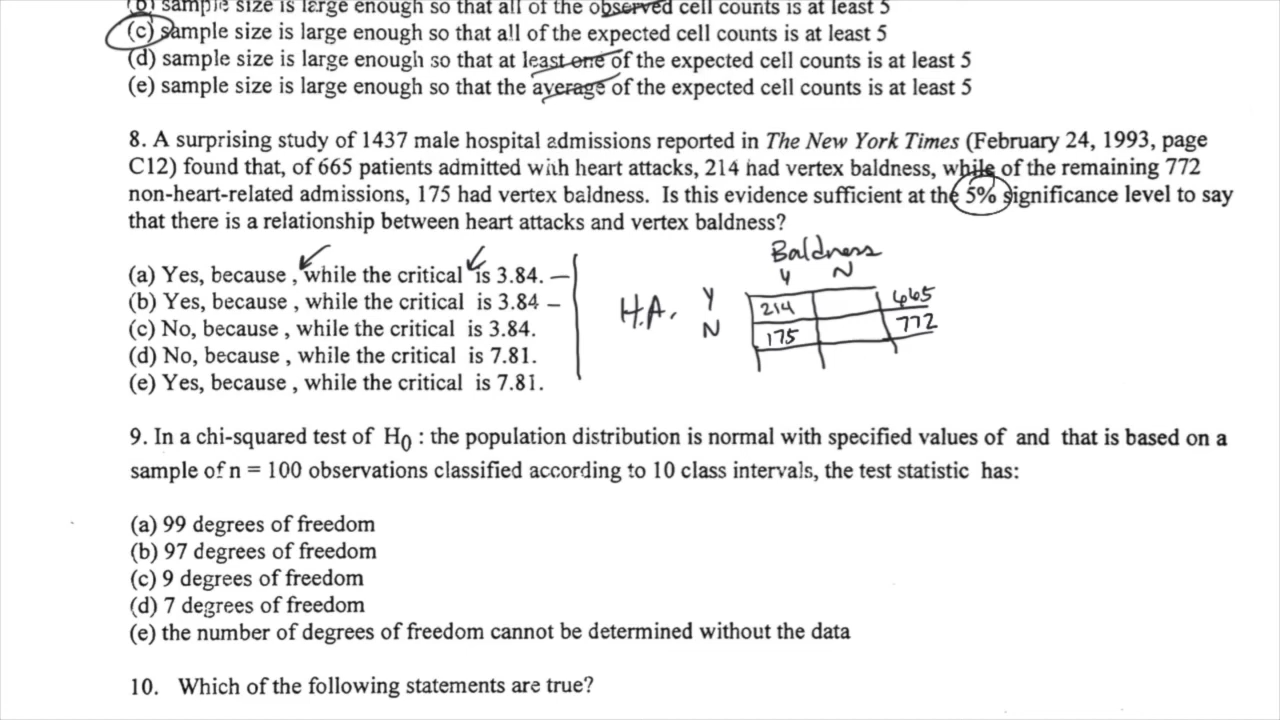 (b) sample size is large enough so that all of the observed cell counts is at least 5
(c) sample size is large enough so that all of the expected cell counts is at least 5
(d) sample size is large enough so that at least one of the expected cell counts is at least 5
(e) sample size is large enough so that the average of the expected cell counts is at least 5
8. A surprising study of 1437 male hospital admissions reported in The New York Times (February 24, 1993, page
C12) found that, of 665 patients admitted with heart attacks, 214 had vertex baldness, while of the remaining 772
non-heart-related admissions, 175 had vertex baldness. Is this evidence sufficient at the 5% significance level to say
that there is a relationship between heart attacks and vertex baldness?
(a) Yes, because , while the critical is 3.84. –
(b) Yes, because , while the critical is 3.84 –
(c) No, because , while the critical is 3.84.
(d) No, because , while the critical is 7.81.
(e) Yes, because , while the critical is 7.81.
Baldness
Y N
H.A. Y 214 665
N 175 772
9. In a chi-squared test of H0 : the population distribution is normal with specified values of and that is based on a
sample of n = 100 observations classified according to 10 class intervals, the test statistic has:
(a) 99 degrees of freedom
(b) 97 degrees of freedom
(c) 9 degrees of freedom
(d) 7 degrees of freedom
(e) the number of degrees of freedom cannot be determined without the data
10. Which of the following statements are true?